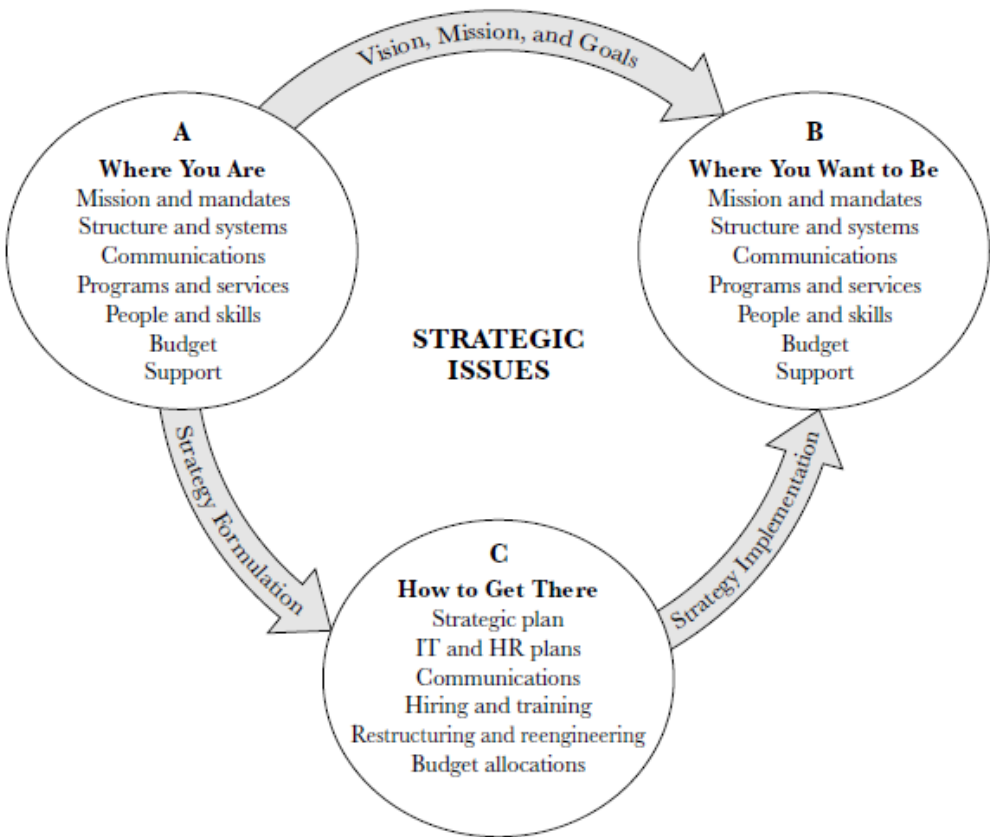 Vision, Mission, and Goals
A
Where You Are
Mission and mandates
Structure and systems
Communications
Programs and services
People and skills
Budget
Support
B
Where You Want to Be
Mission and mandates
Structure and systems
Communications
Programs and services
People and skills
Budget
Support
STRATEGIC
ISSUES
Strategy Formulation
Strategy Implementation
C
How to Get There
Strategic plan
IT and HR plans
Communications
Hiring and training
Restructuring and reengineering
Budget allocations